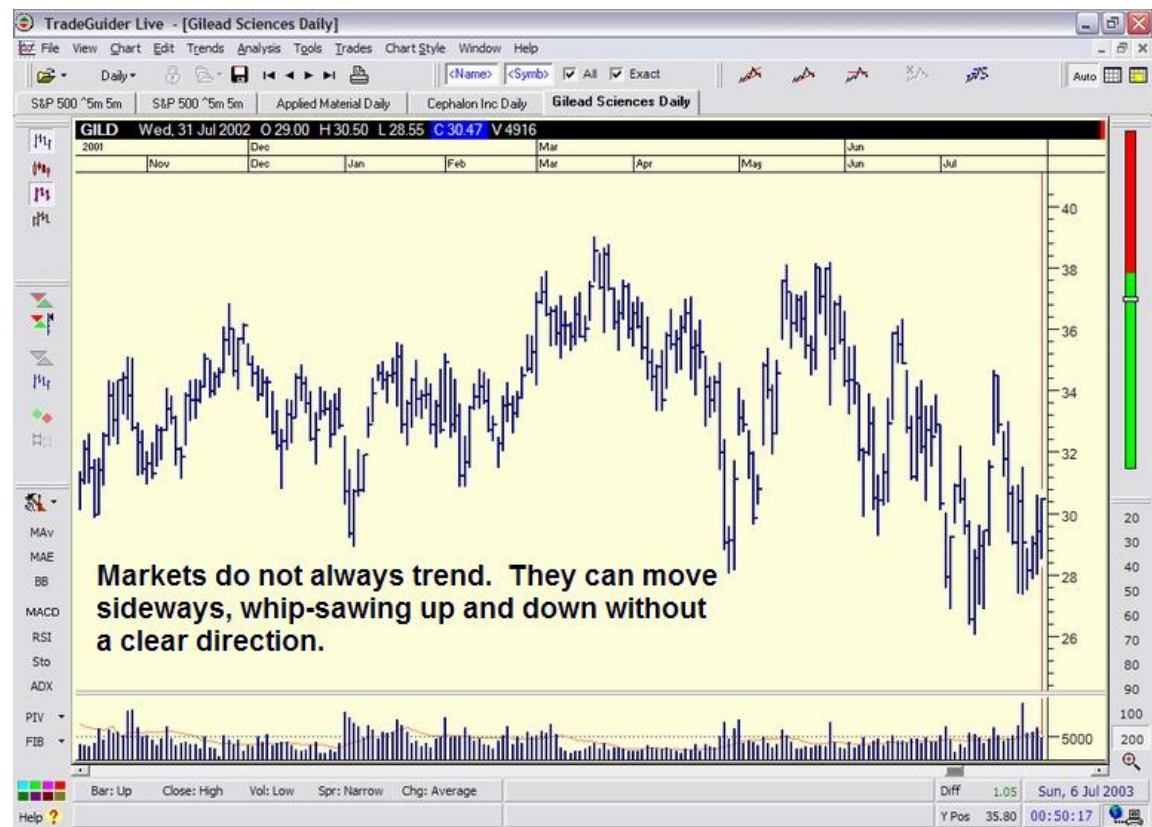 TradeGuider Live - [Gilead Sciences Daily]
File View Chart Edit Trends Analysis Tools Trades Chart Style Window Help
Daily <Name> <Symb> All Exact Auto
S&P 500 ^5m 5m S&P 500 ^5m 5m Applied Material Daily Cephalon Inc Daily Gilead Sciences Daily
GILD Wed, 31 Jul 2002 O 29.00 H 30.50 L 28.55 C 30.47 V 4916
2001 Dec Mar Jun
Nov Dec Jan Feb Mar Apr May Jun Jul
40
38
36
34
32
30
28
26
5000
Markets do not always trend. They can move
sideways, whip-sawing up and down without
a clear direction.
MAv
MAE
BB
MACD
RSI
Sto
ADX
PIV
FIB
20
30
40
50
60
70
80
90
100
200
Bar: Up Close: High Vol: Low Spr: Narrow Chg: Average Diff 1.05 Sun, 6 Jul 2003
Help ? Y Pos 35.80 00:50:17